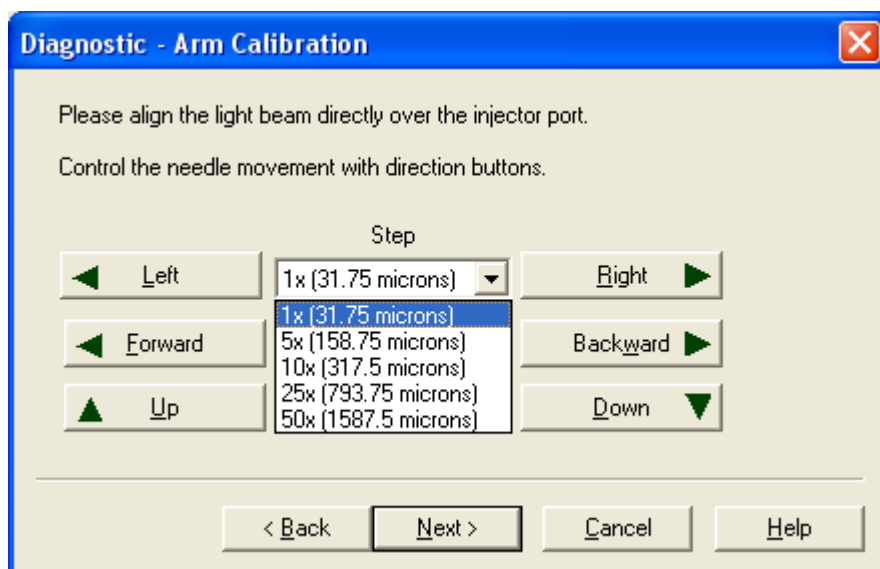 Diagnostic - Arm Calibration
Please align the light beam directly over the injector port.
Control the needle movement with direction buttons.
Step
Left
1x (31.75 microns)
Right
1x (31.75 microns)
5x (158.75 microns)
10x (317.5 microns)
25x (793.75 microns)
50x (1587.5 microns)
Forward
Backward
Up
Down
< Back
Next >
Cancel
Help